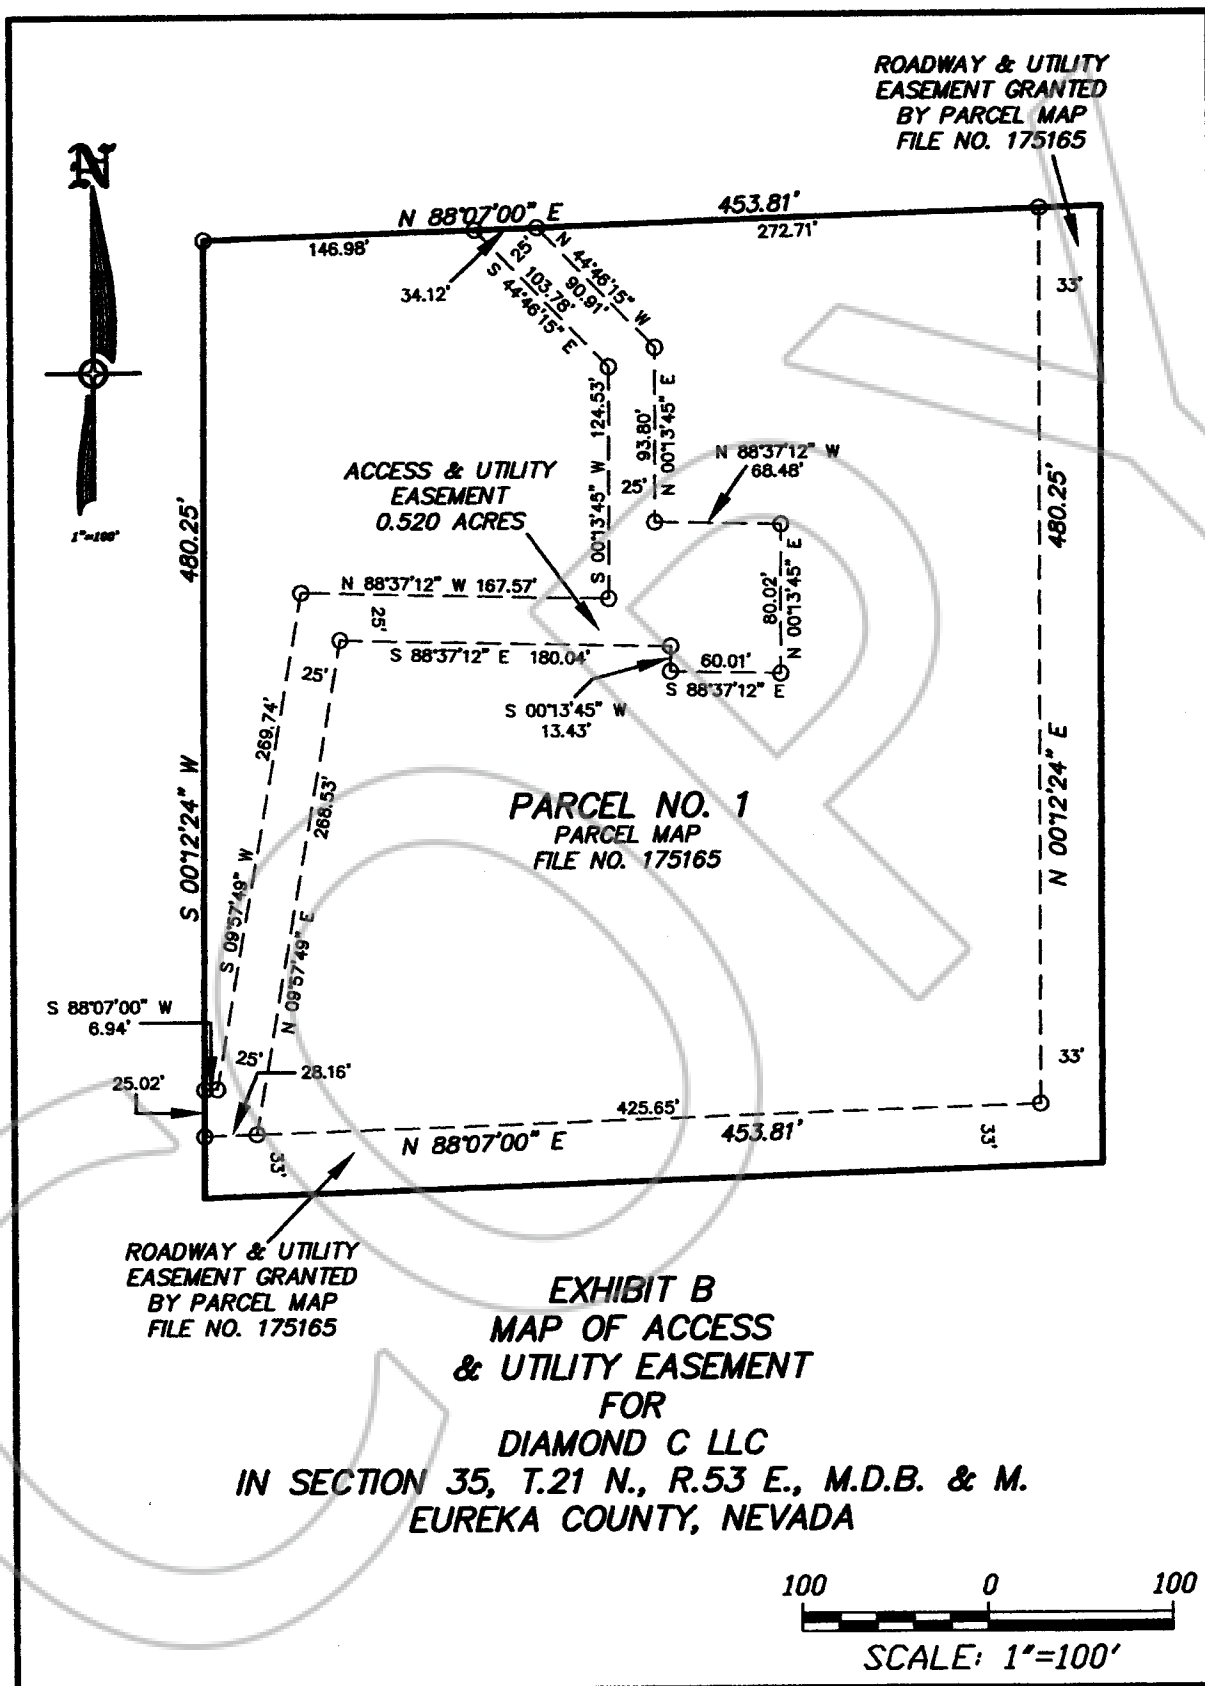 ROADWAY & UTILITY
EASEMENT GRANTED
BY PARCEL MAP
FILE NO. 175165
N
1"=100'
N 88°07'00" E
453.81'
146.98'
272.71'
34.12'
25'
S 44°46'15" E
103.78'
N 44°46'15" W
90.91'
33'
S 00°13'45" W 124.53'
93.80'
N 00°13'45" E
25'
N 88°37'12" W
68.48'
ACCESS & UTILITY
EASEMENT
0.520 ACRES
480.25'
480.25'
80.02'
N 00°13'45" E
N 88°37'12" W 167.57'
25'
S 88°37'12" E 180.04'
25'
60.01'
S 88°37'12" E
S 00°13'45" W
13.43'
269.74'
268.53'
S 00°12'24" W
N 00°12'24" E
PARCEL NO. 1
PARCEL MAP
FILE NO. 175165
S 09°57'49" W
N 09°57'49" E
S 88°07'00" W
6.94'
25'
28.16'
25.02'
33'
425.65'
N 88°07'00" E
453.81'
33'
33'
ROADWAY & UTILITY
EASEMENT GRANTED
BY PARCEL MAP
FILE NO. 175165
EXHIBIT B
MAP OF ACCESS
& UTILITY EASEMENT
FOR
DIAMOND C LLC
IN SECTION 35, T.21 N., R.53 E., M.D.B. & M.
EUREKA COUNTY, NEVADA
100 0 100
SCALE: 1"=100'
COPY